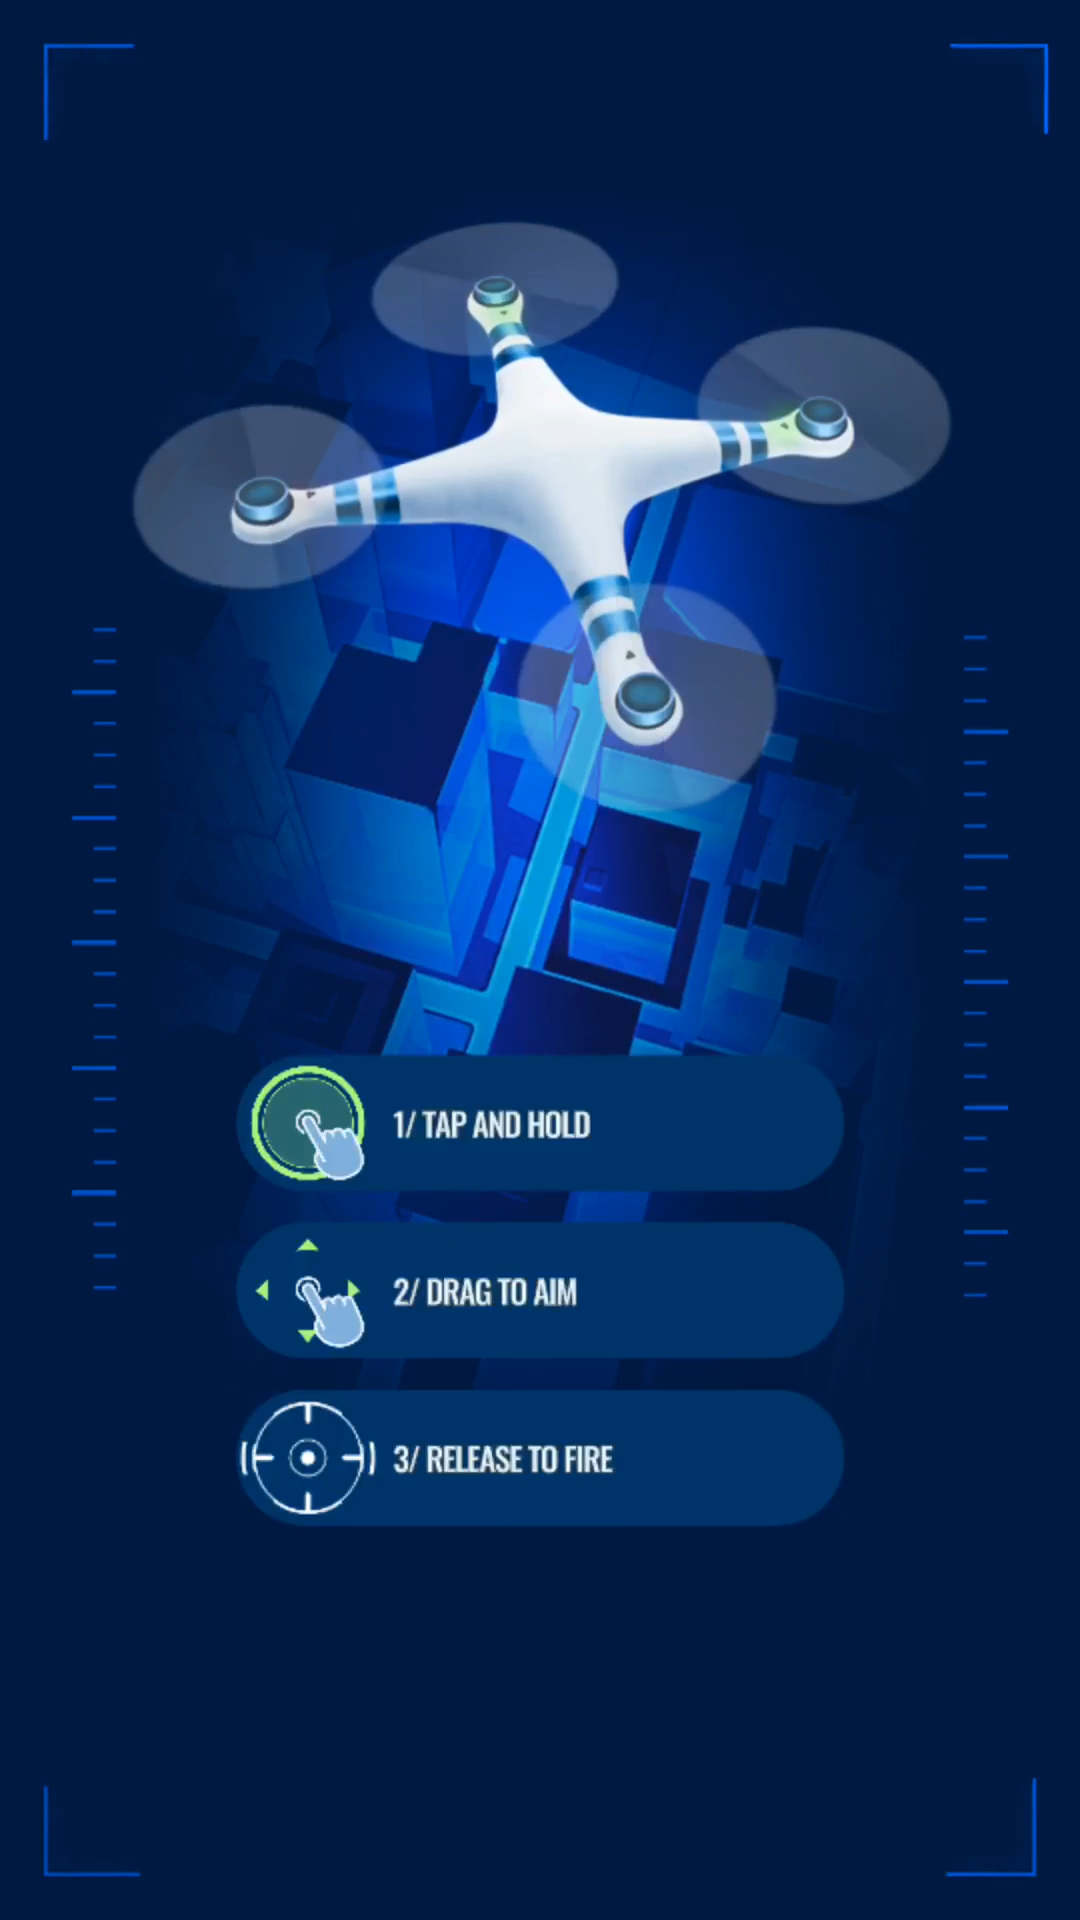 1/ TAP AND HOLD
2/ DRAG TO AIM
3/ RELEASE TO FIRE